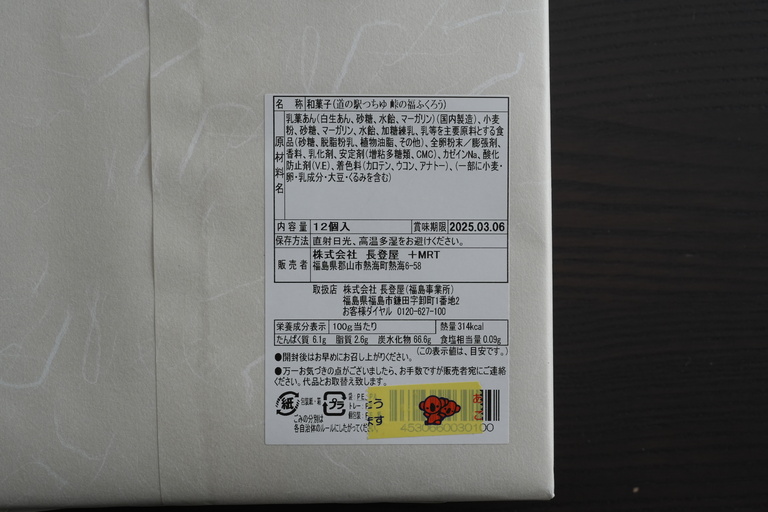 名　称 和菓子(道の駅つちゆ 峠の福ふくろう)
原材料名 乳菓あん(白生あん、砂糖、水飴、マーガリン)(国内製造)、小麦
粉、砂糖、マーガリン、水飴、加糖練乳、乳等を主要原料とする食
品(砂糖、脱脂粉乳、植物油脂、その他)、全卵粉末／膨張剤、
香料、乳化剤、安定剤(増粘多糖類、CMC)、カゼインNa、酸化
防止剤(V.E)、着色料(カロテン、ウコン、アナトー)、(一部に小麦・
卵・乳成分・大豆・くるみを含む)
内容量 12個入 賞味期限 2025.03.06
保存方法 直射日光、高温多湿をお避けください。
販売者 株式会社 長登屋 +MRT
福島県郡山市熱海町熱海6-58
取扱店 株式会社 長登屋(福島事業所)
福島県福島市鎌田字卸町1番地2
お客様ダイヤル 0120-627-100
栄養成分表示 100g当たり 熱量 314kcal
たんぱく質 6.1g 脂質 2.6g 炭水化物 66.6g 食塩相当量 0.09g
(この表示値は、目安です。)
●開封後はお早めにお召し上がりください。
●万一お気づきの点がございましたら、お手数ですが販売者宛にご連絡
ください。代品とお取替え致します。
紙 包装紙・箱 プラ 袋：P.E,
トレー：P
ごみの分別は
各自治体のルールにしたがってくだ
4530660030100